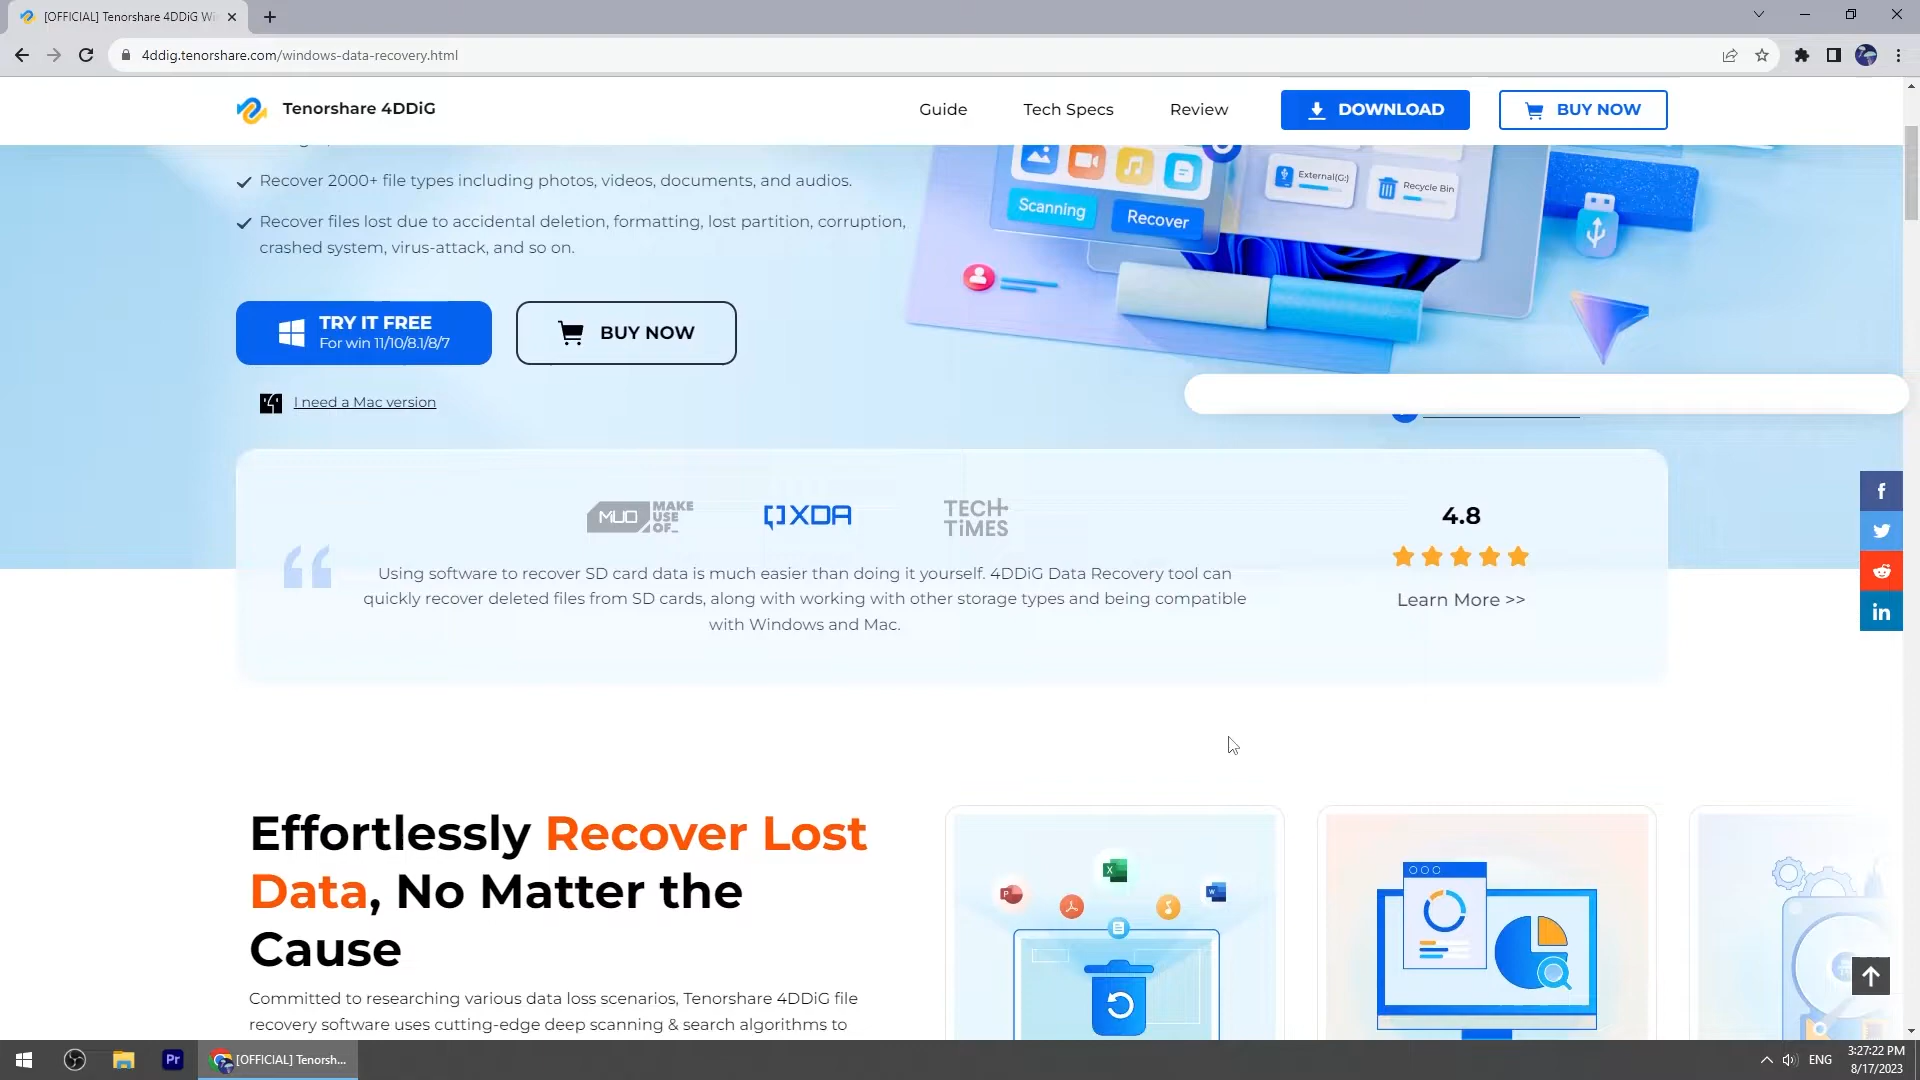 [OFFICIAL] Tenorshare 4DDiG Wi
4ddig.tenorshare.com/windows-data-recovery.html
Tenorshare 4DDiG
Guide
Tech Specs
Review
DOWNLOAD
BUY NOW
Recover 2000+ file types including photos, videos, documents, and audios.
Recover files lost due to accidental deletion, formatting, lost partition, corruption,
crashed system, virus-attack, and so on.
External(G:)
Recycle Bin
Scanning
Recover
TRY IT FREE
For win 11/10/8.1/8/7
BUY NOW
I need a Mac version
MUO MAKE
USE
OF_
XDA
TECH
TiMES
4.8
Using software to recover SD card data is much easier than doing it yourself. 4DDiG Data Recovery tool can
quickly recover deleted files from SD cards, along with working with other storage types and being compatible
with Windows and Mac.
Learn More >>
f
in
Effortlessly Recover Lost
Data, No Matter the
Cause
Committed to researching various data loss scenarios, Tenorshare 4DDiG file
recovery software uses cutting-edge deep scanning & search algorithms to
P
X
W
Pr
[OFFICIAL] Tenorsh...
ENG
3:27:22 PM
8/17/2023